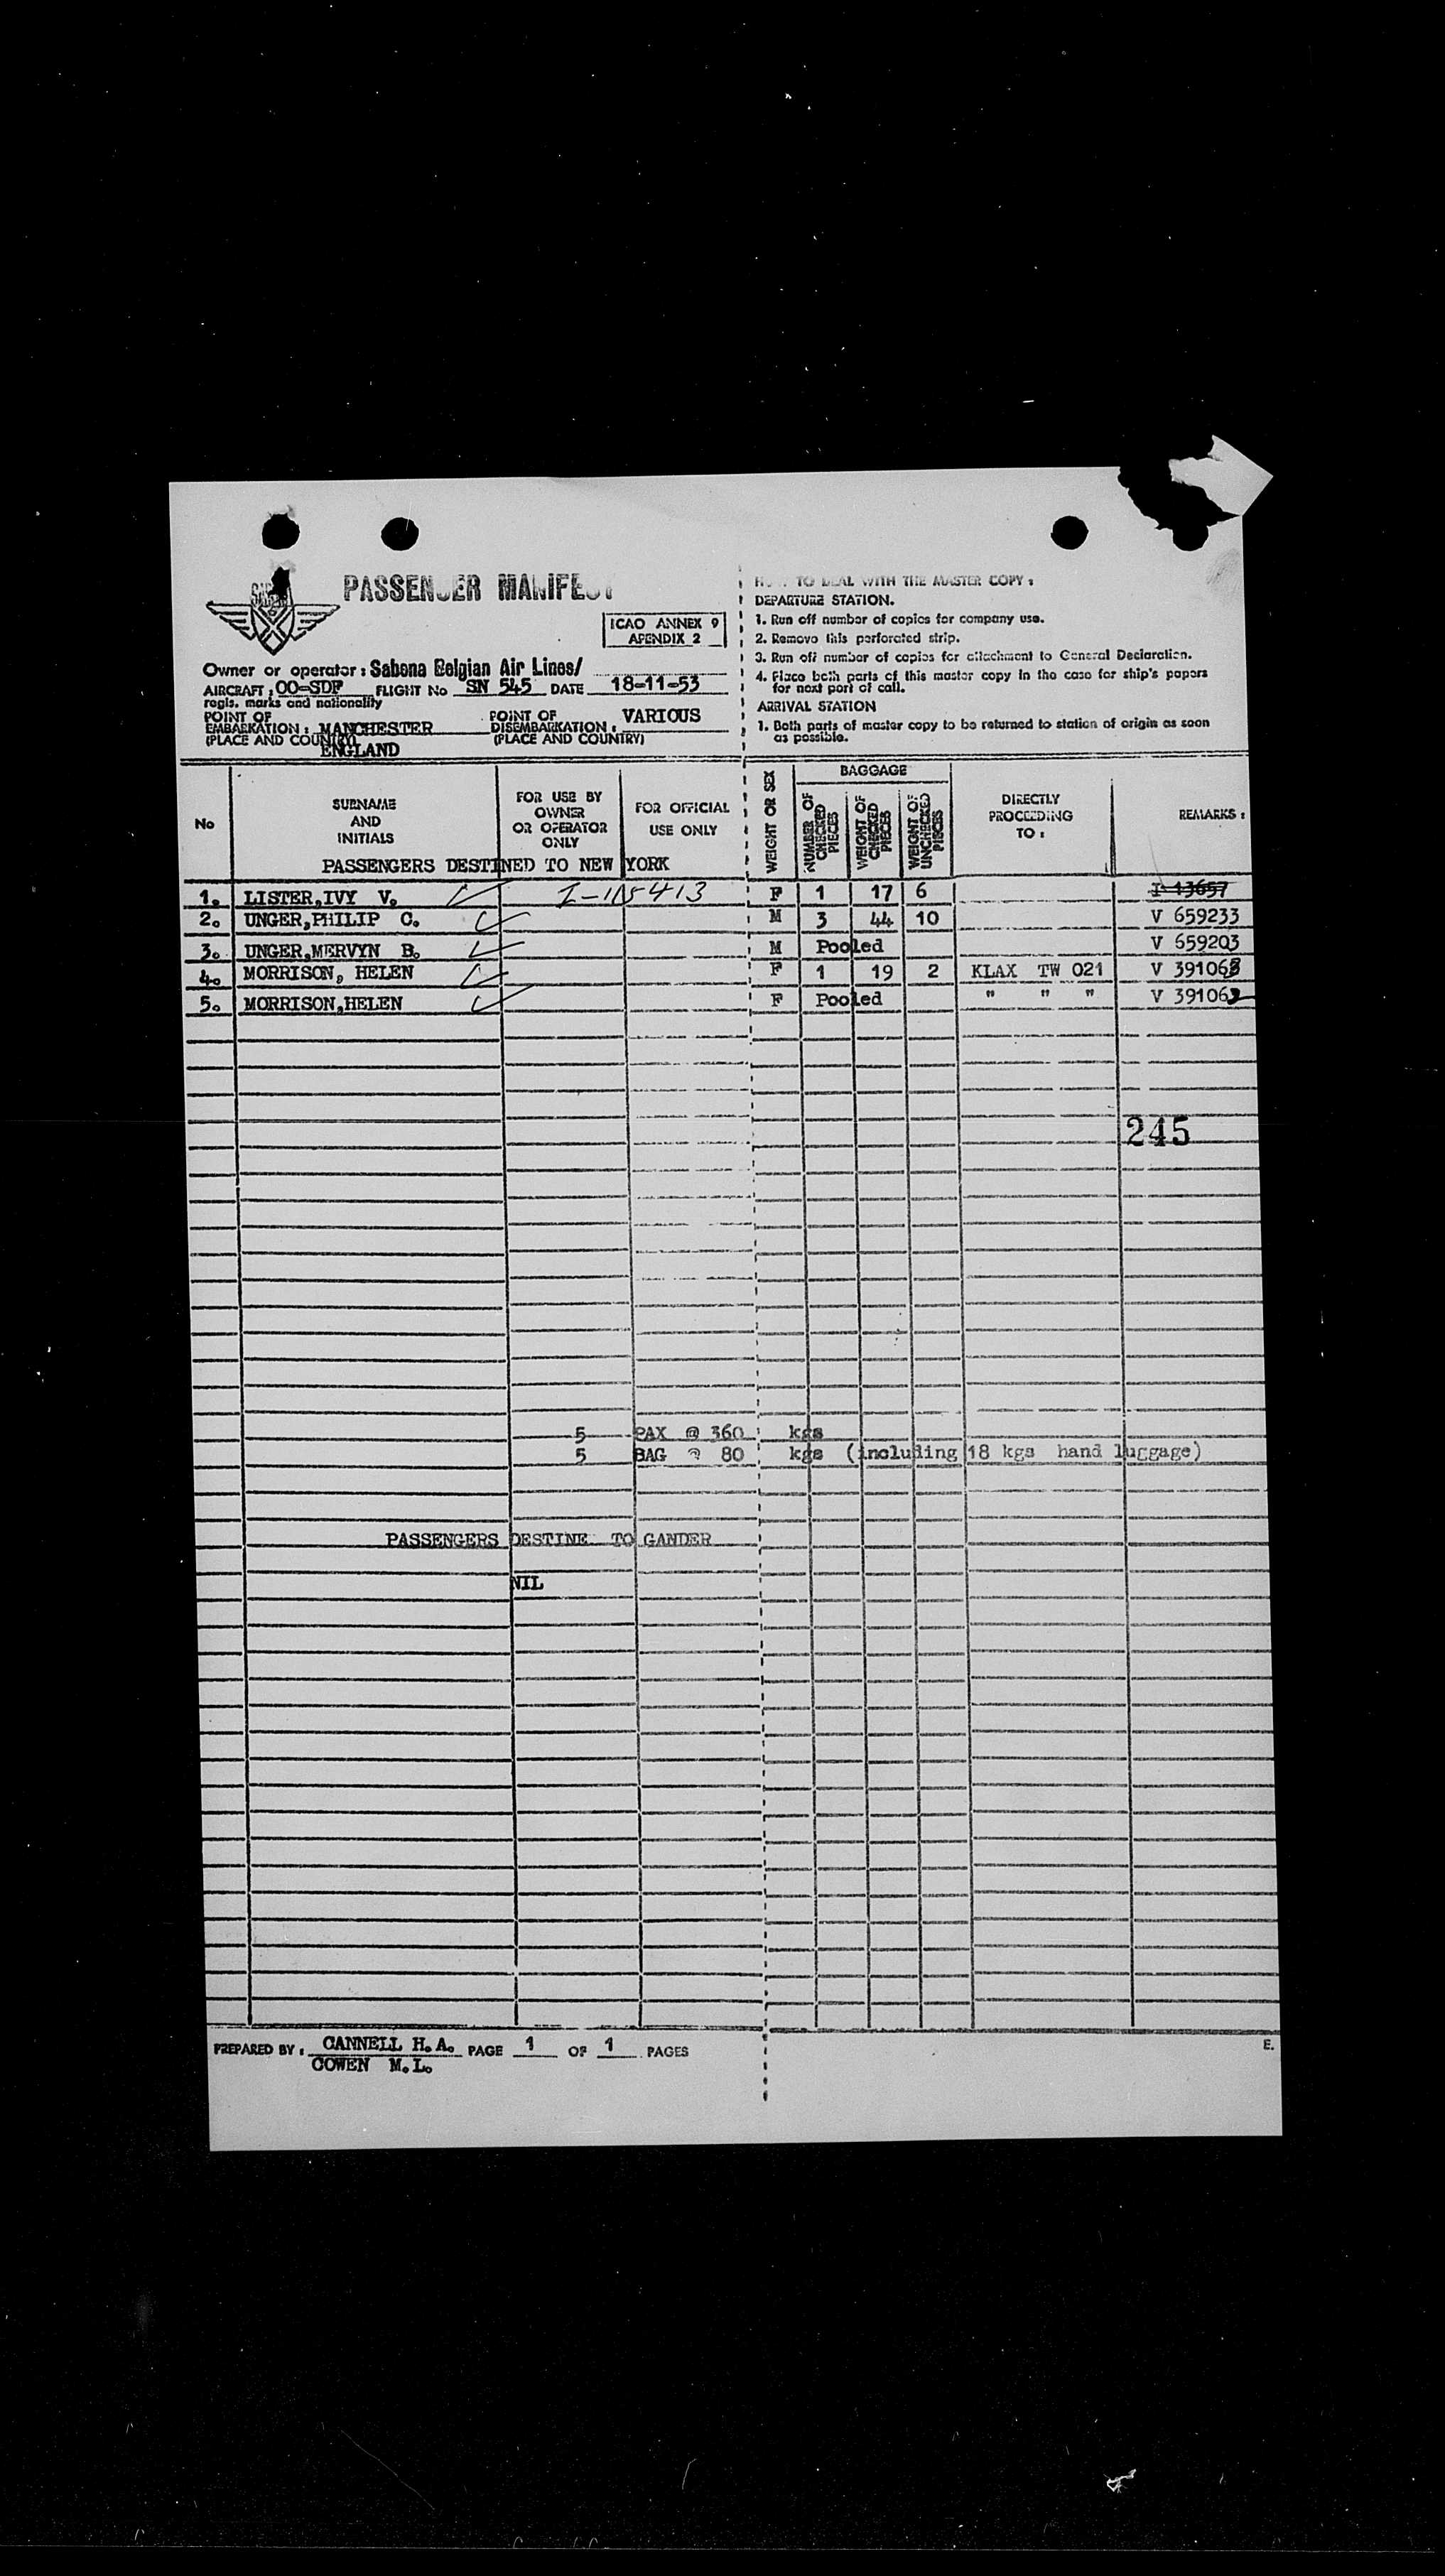 PASSENGER MANIFEST
ICAO ANNEX 9
APENDIX 2
Owner or operator : Sabena Belgian Air Lines/
AIRCRAFT : OO-SDP FLIGHT No SN 545 DATE 18-11-53
regis. marks and nationality
POINT OF EMBARKATION : MANCHESTER
(PLACE AND COUNTRY) ENGLAND
POINT OF DISEMBARKATION : VARIOUS
(PLACE AND COUNTRY)
TO DEAL WITH THE MASTER COPY :
DEPARTURE STATION.
1. Run off number of copies for company use.
2. Remove this perforated strip.
3. Run off number of copies for attachment to General Declaration.
4. Place both parts of this master copy in the case for ship's papers
for next port of call.
ARRIVAL STATION
1. Both parts of master copy to be returned to station of origin as soon
as possible.
No
SURNAME
AND
INITIALS
FOR USE BY
OWNER
OR OPERATOR
ONLY
FOR OFFICIAL
USE ONLY
WEIGHT OR SEX
BAGGAGE
NUMBER OF CHECKED PIECES
WEIGHT OF CHECKED PIECES
WEIGHT OF UNCHECKED PIECES
DIRECTLY
PROCEEDING
TO :
REMARKS :
PASSENGERS DESTINED TO NEW YORK
1. LISTER,IVY V. F 1 17 6 I 13657
2. UNGER,PHILIP C. M 3 44 10 V 659233
3. UNGER,MERVYN B. M Pooled V 659203
4. MORRISON, HELEN F 1 19 2 KLAX TW 021 V 391063
5. MORRISON,HELEN F Pooled " " " V 391062
245
5 PAX @ 360 kgs
5 BAG @ 80 kgs (including 18 kgs hand luggage)
PASSENGERS DESTINE TO GANDER
NIL
PREPARED BY : CANNELL H.A. PAGE 1 OF 1 PAGES
COWEN M.L.
E.